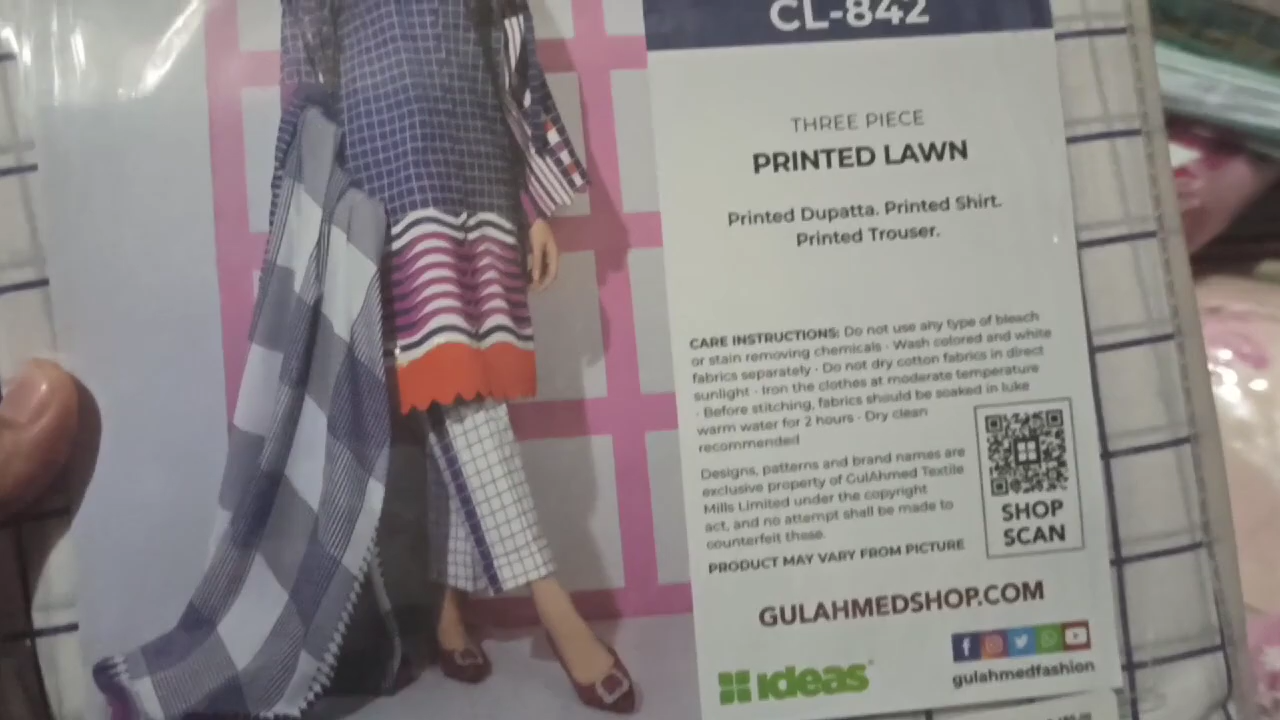 CL-842
THREE PIECE
PRINTED LAWN
Printed Dupatta. Printed Shirt.
Printed Trouser.
CARE INSTRUCTIONS: Do not use any type of bleach
or stain removing chemicals · Wash colored and white
fabrics separately · Do not dry cotton fabrics in direct
sunlight · Iron the clothes at moderate temperature
· Before stitching, fabrics should be soaked in luke
warm water for 2 hours · Dry clean
recommended
Designs, patterns and brand names are
exclusive property of GulAhmed Textile
Mills Limited under the copyright
act, and no attempt shall be made to
counterfeit these.
PRODUCT MAY VARY FROM PICTURE
SHOP
SCAN
GULAHMEDSHOP.COM
ideas
gulahmedfashion